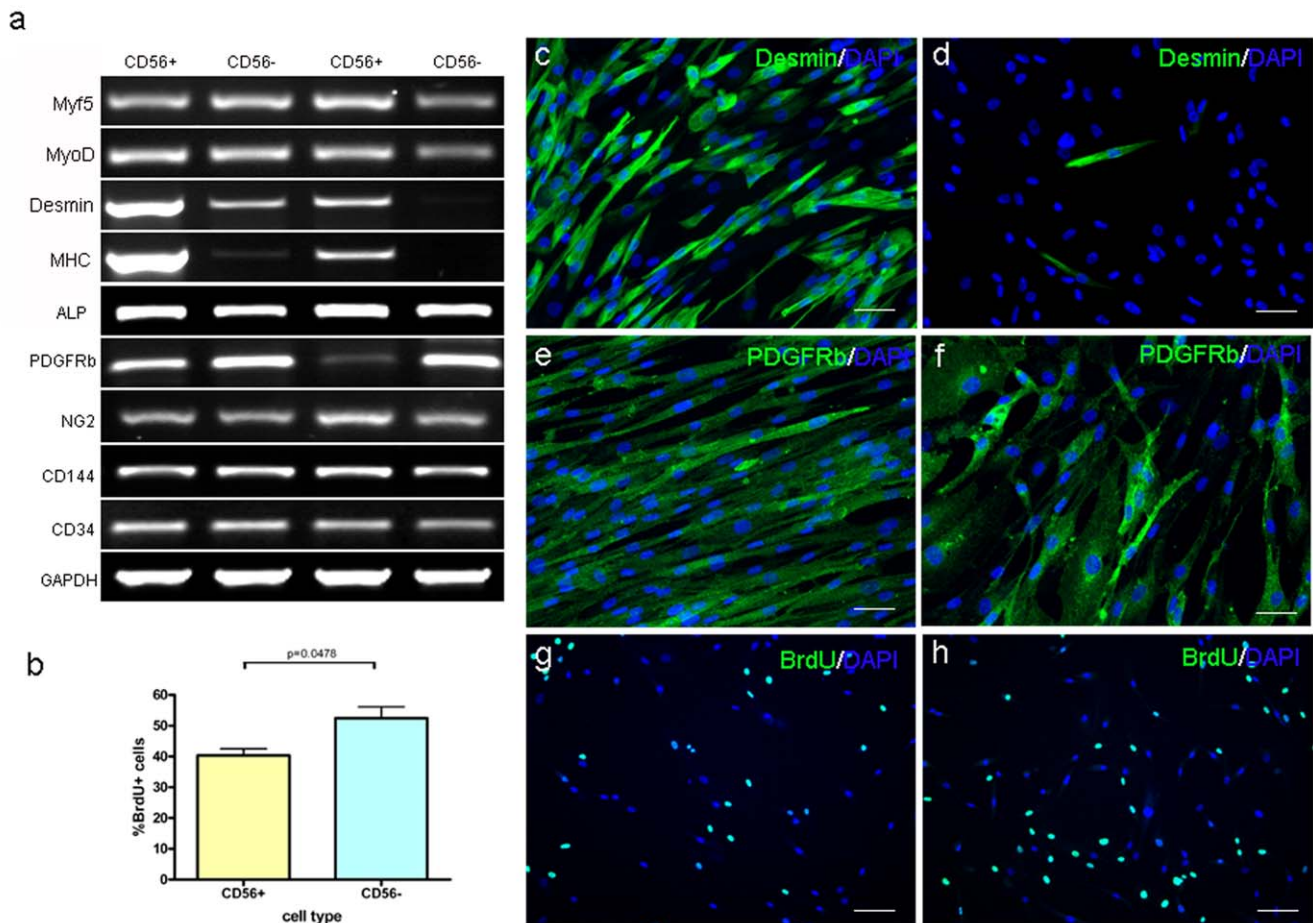 a
CD56+ CD56- CD56+ CD56-
Myf5
MyoD
Desmin
MHC
ALP
PDGFRb
NG2
CD144
CD34
GAPDH
b
p=0.0478
60
50
40
30
20
10
0
%BrdU+ cells
CD56+ CD56-
cell type
c Desmin/DAPI
d Desmin/DAPI
e PDGFRb/DAPI
f PDGFRb/DAPI
g BrdU/DAPI
h BrdU/DAPI